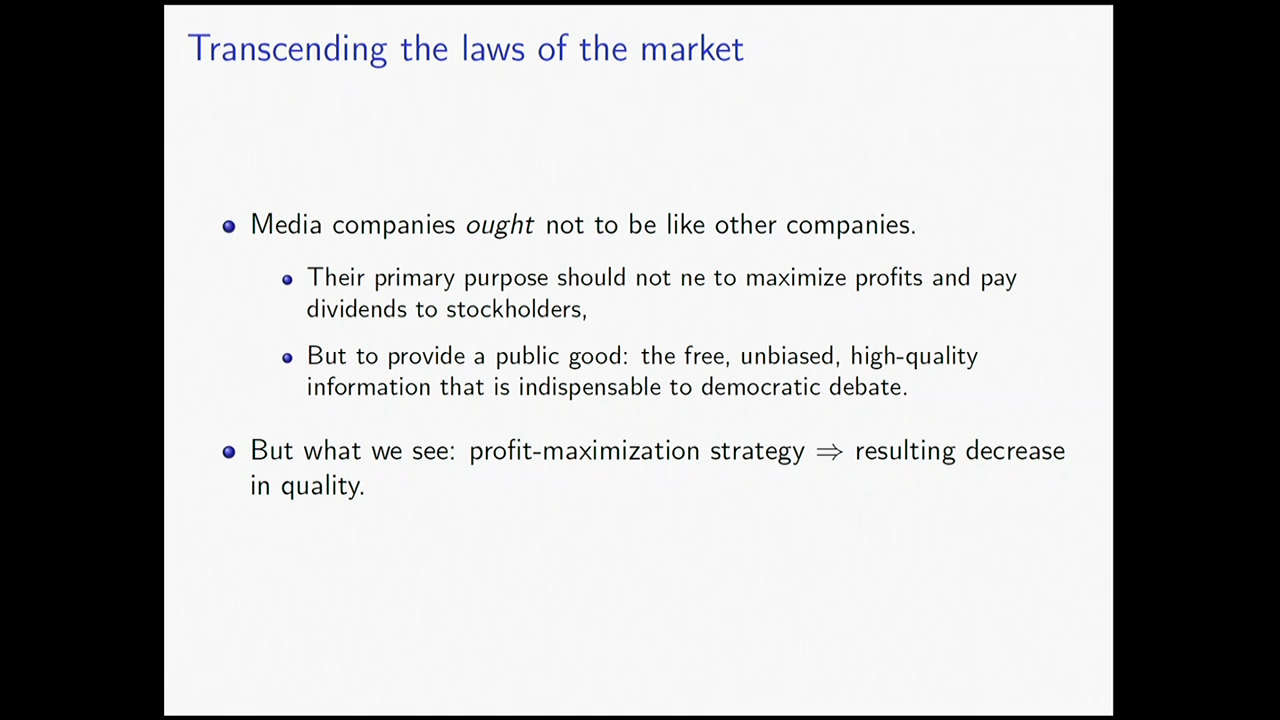 Transcending the laws of the market
Media companies ought not to be like other companies.
Their primary purpose should not ne to maximize profits and pay
dividends to stockholders,
But to provide a public good: the free, unbiased, high-quality
information that is indispensable to democratic debate.
But what we see: profit-maximization strategy ⇒ resulting decrease
in quality.